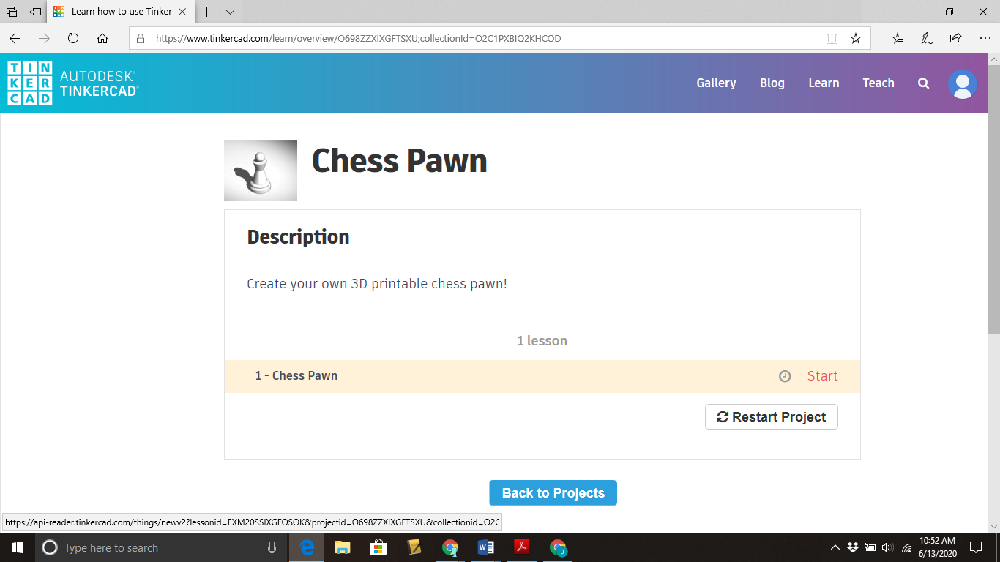 Learn how to use Tinker
https://www.tinkercad.com/learn/overview/O698ZZXIXGFTSXU;collectionId=O2C1PXBIQ2KHCOD
TIN
KER
CAD
AUTODESK®
TINKERCAD®
Gallery Blog Learn Teach
Chess Pawn
Description
Create your own 3D printable chess pawn!
1 lesson
1 - Chess Pawn Start
Restart Project
Back to Projects
https://api-reader.tinkercad.com/things/newv2?lessonid=EXM20SSIXGFOSOK&projectid=O698ZZXIXGFTSXU&collectionid=O2C
Type here to search
10:52 AM
6/13/2020